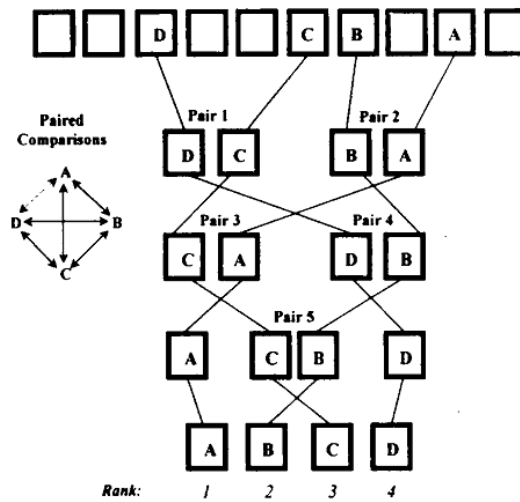 D C B A
Pair 1 Pair 2
D C B A
Paired
Comparisons
A
D B
C
Pair 3 Pair 4
C A D B
Pair 5
A C B D
A B C D
Rank: 1 2 3 4